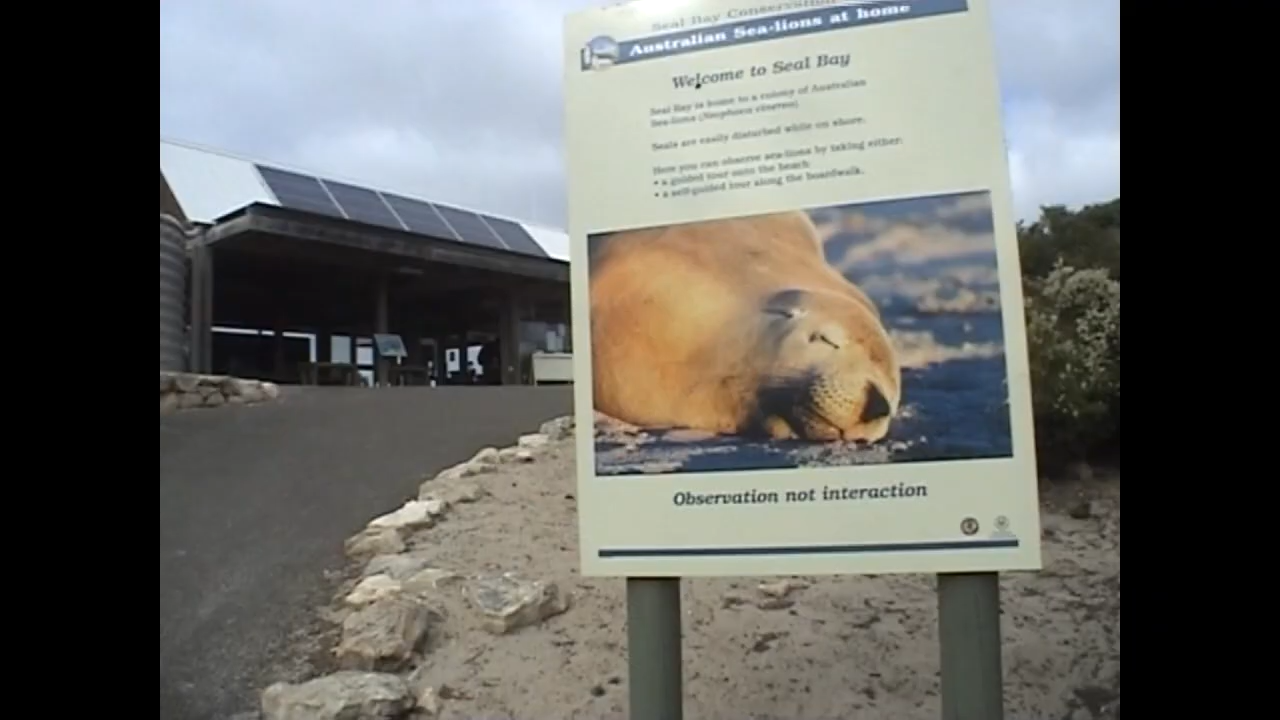 Seal Bay Conservation
Australian Sea-lions at home
Welcome to Seal Bay
Seal Bay is home to a colony of Australian
Sea-lions (Neophoca cinerea).
Seals are easily disturbed while on shore.
Here you can observe sea-lions by taking either:
• a guided tour onto the beach
• a self-guided tour along the boardwalk.
Observation not interaction